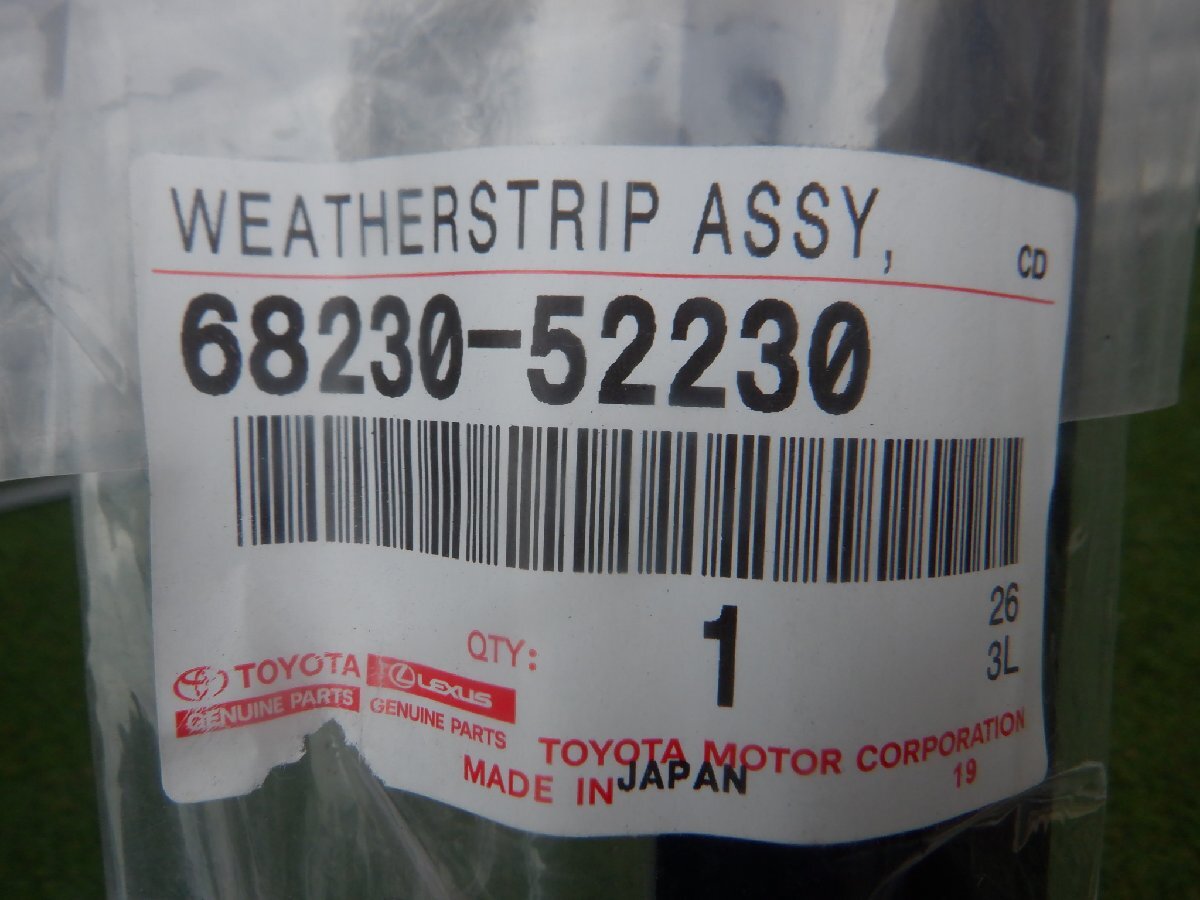 WEATHERSTRIP ASSY,
CD
68230-52230
26
QTY: 1
3L
TOYOTA LEXUS
GENUINE PARTS GENUINE PARTS
TOYOTA MOTOR CORPORATION
MADE IN JAPAN 19